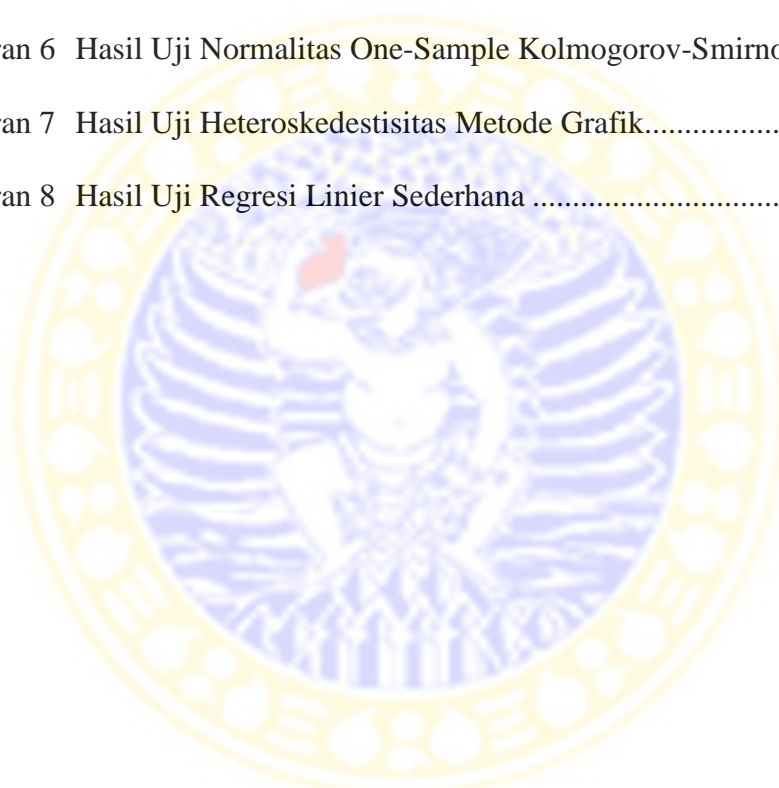 ran 6 Hasil Uji Normalitas One-Sample Kolmogorov-Smirno
ran 7 Hasil Uji Heteroskedestisitas Metode Grafik.................
ran 8 Hasil Uji Regresi Linier Sederhana ...............................